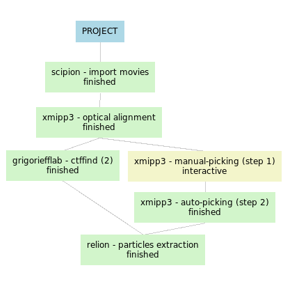 PROJECT
scipion - import movies
finished
xmipp3 - optical alignment
finished
grigoriefflab - ctffind (2)
finished
xmipp3 - manual-picking (step 1)
interactive
xmipp3 - auto-picking (step 2)
finished
relion - particles extraction
finished